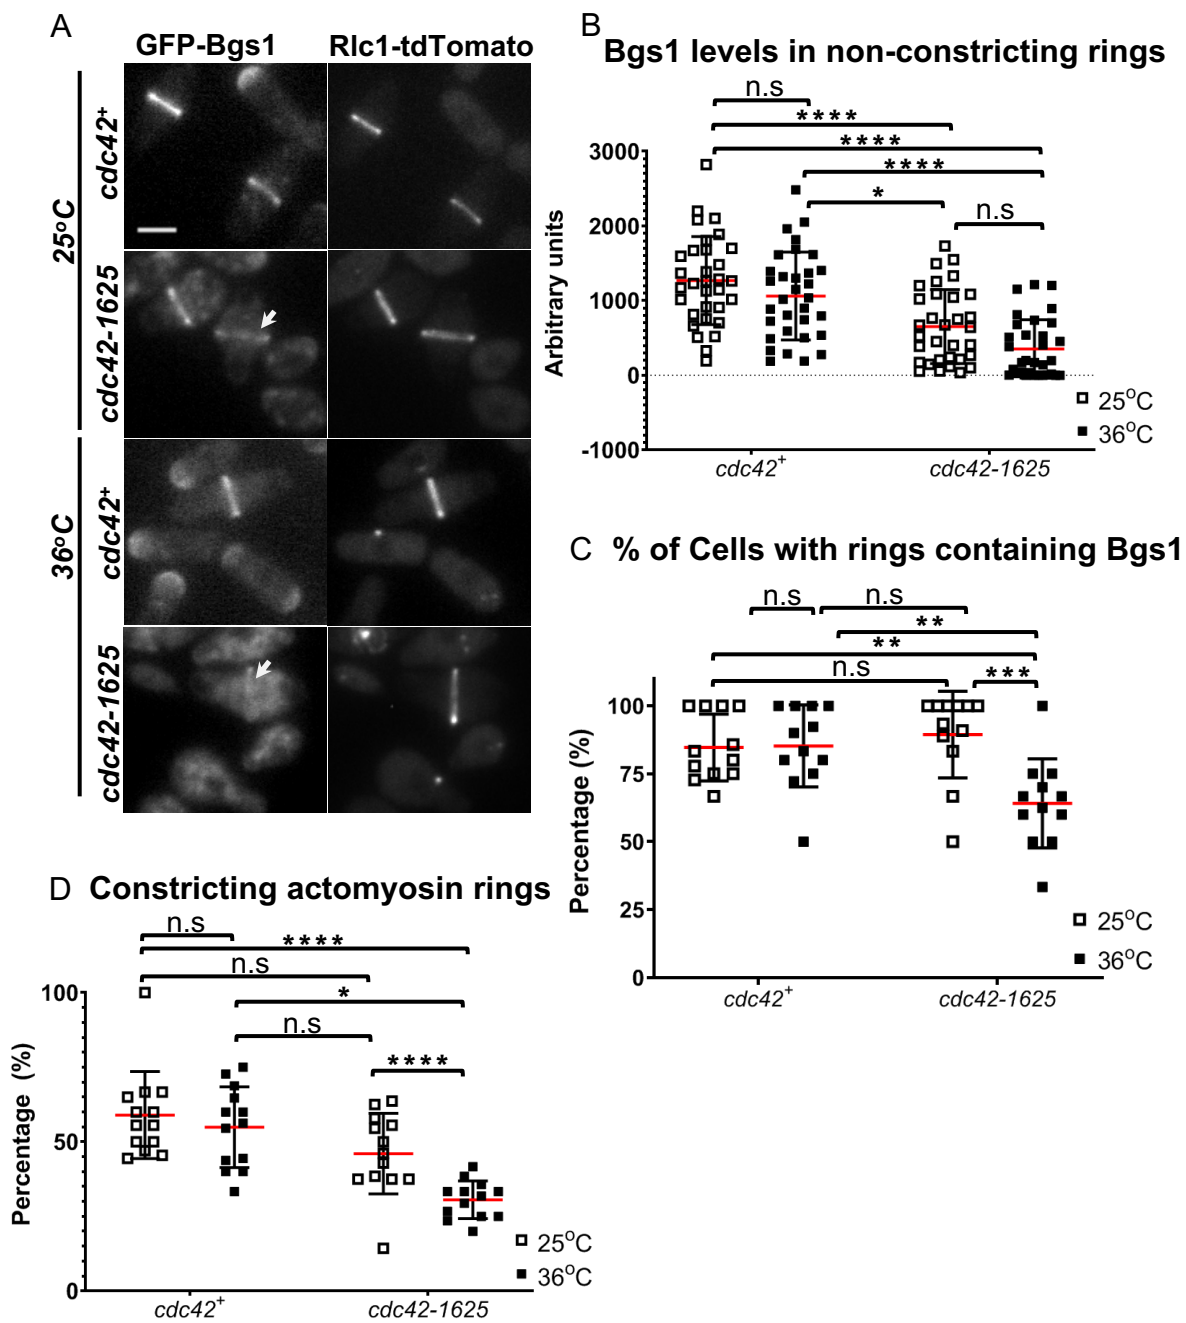 A
GFP-Bgs1
Rlc1-tdTomato
25°C
cdc42+
cdc42-1625
36°C
cdc42+
cdc42-1625
B
Bgs1 levels in non-constricting rings
n.s
****
****
****
*
n.s
3000
2000
1000
0
-1000
Arbitrary units
25°C
36°C
cdc42+
cdc42-1625
C % of Cells with rings containing Bgs1
n.s
n.s
**
**
n.s
***
100
75
50
25
0
Percentage (%)
25°C
36°C
cdc42+
cdc42-1625
D Constricting actomyosin rings
n.s
****
n.s
*
n.s
****
100
50
0
Percentage (%)
25°C
36°C
cdc42+
cdc42-1625